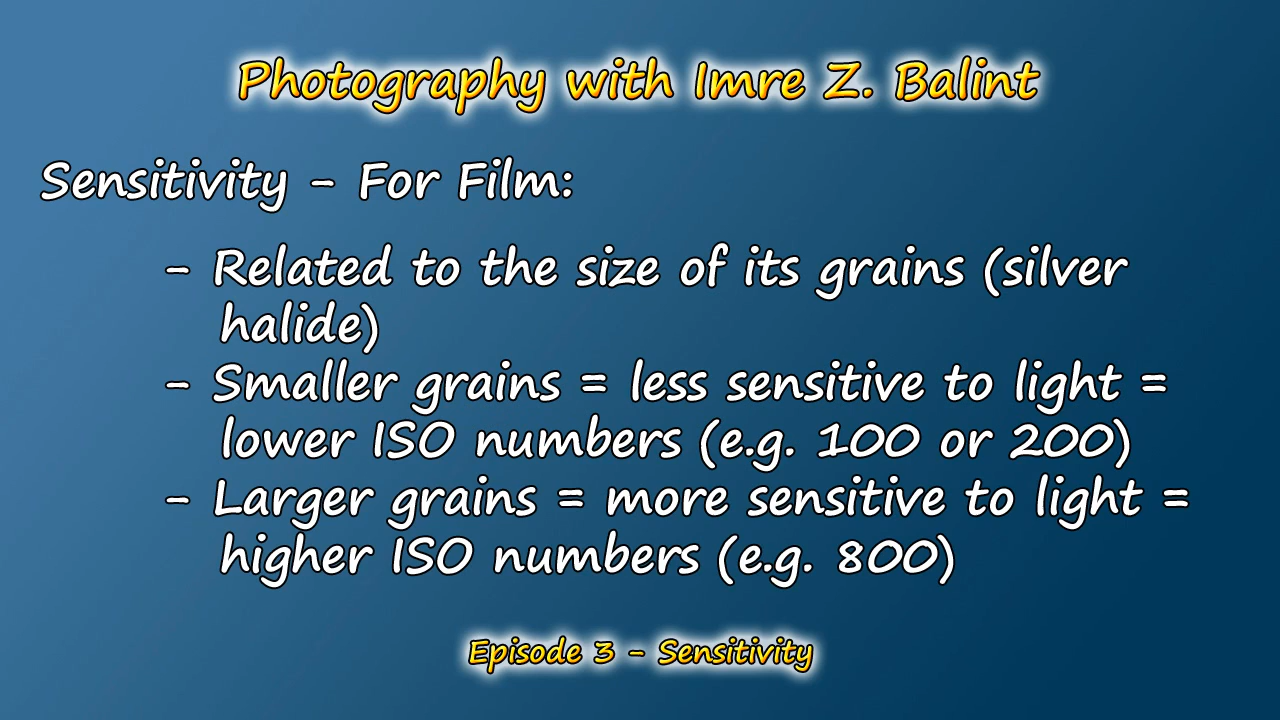 Photography with Imre Z. Balint
Sensitivity - For Film:
- Related to the size of its grains (silver
halide)
- Smaller grains = less sensitive to light =
lower ISO numbers (e.g. 100 or 200)
- Larger grains = more sensitive to light =
higher ISO numbers (e.g. 800)
Episode 3 - Sensitivity